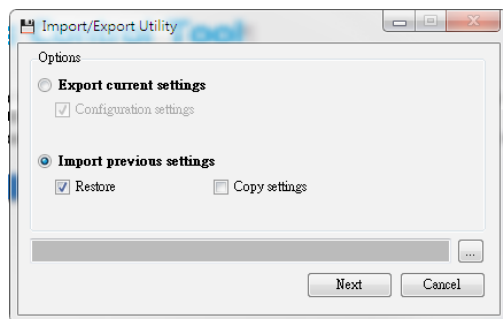 Import/Export Utility
Options
Export current settings
Configuration settings
Import previous settings
Restore Copy settings
...
Next Cancel